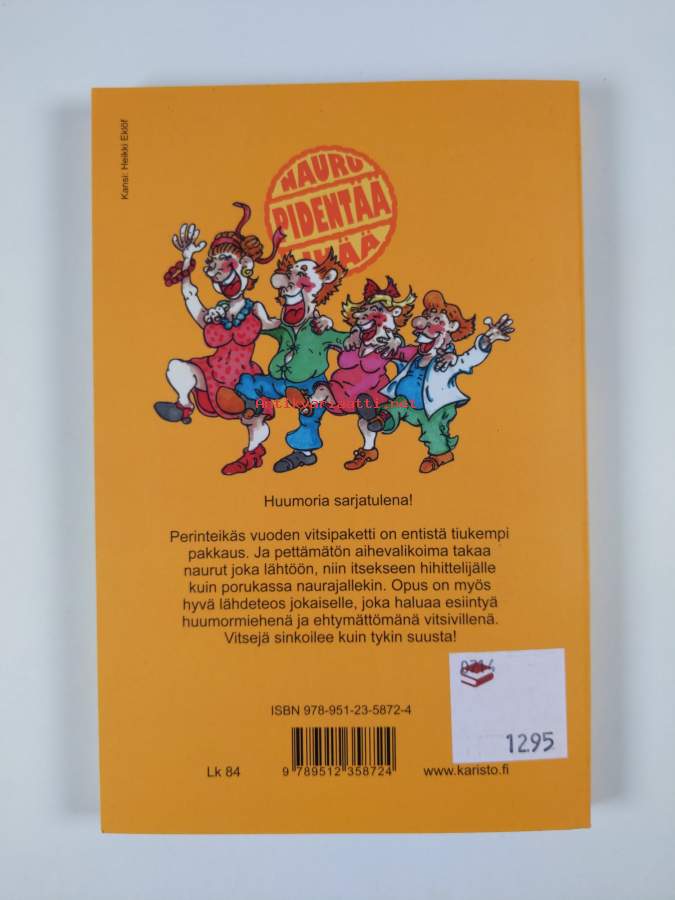 Kansi: Heikki Eklöf
NAURU
PIDENTÄÄ
IKÄÄ
Antikvariaatti.net
Huumoria sarjatulena!
Perinteikäs vuoden vitsipaketti on entistä tiukempi
pakkaus. Ja pettämätön aihevalikoima takaa
naurut joka lähtöön, niin itsekseen hihittelijälle
kuin porukassa naurajallekin. Opus on myös
hyvä lähdeteos jokaiselle, joka haluaa esiintyä
huumormiehenä ja ehtymättömänä vitsivillenä.
Vitsejä sinkoilee kuin tykin suusta!
ISBN 978-951-23-5872-4
0714
1295
Lk 84
9 789512 358724
www.karisto.fi